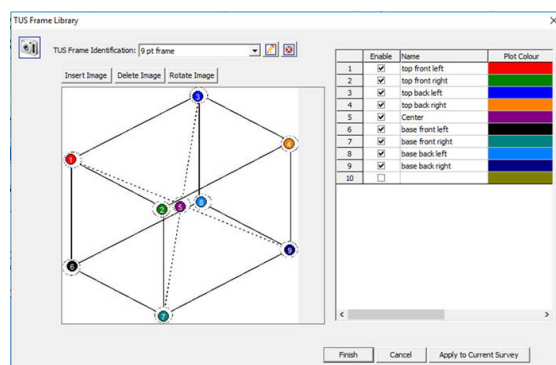 TUS Frame Library
TUS Frame Identification: 9 pt frame
Insert Image Delete Image Rotate Image
Enable Name Plot Colour
1 top front left
2 top front right
3 top back left
4 top back right
5 Center
6 base front left
7 base front right
8 base back left
9 base back right
10
3
4
1
2 5 8
9
6
7
Finish Cancel Apply to Current Survey